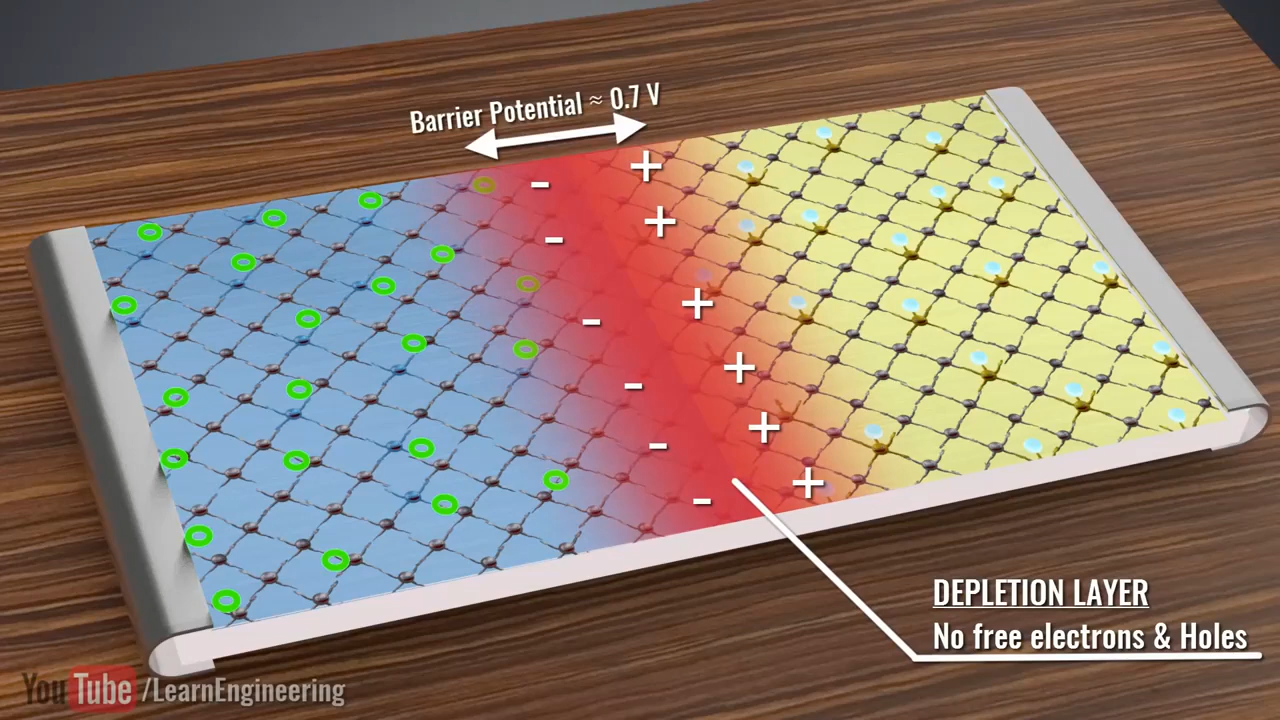 Barrier Potential ≈ 0.7 V
- +
- +
- +
- +
- +
- +
DEPLETION LAYER
No free electrons & Holes
YouTube/LearnEngineering